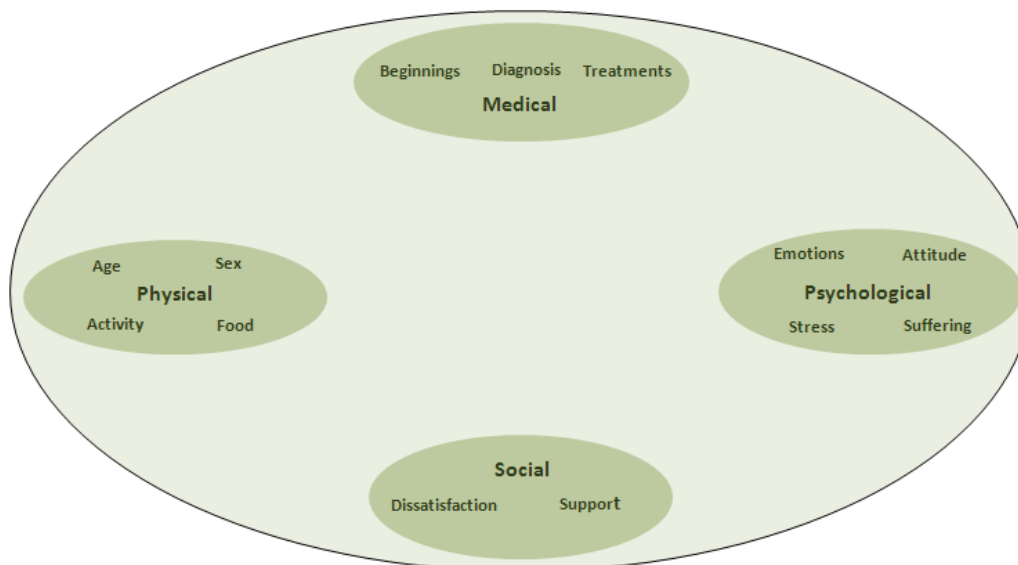 Beginnings Diagnosis Treatments
Medical
Age Sex
Physical
Activity Food
Emotions Attitude
Psychological
Stress Suffering
Social
Dissatisfaction Support